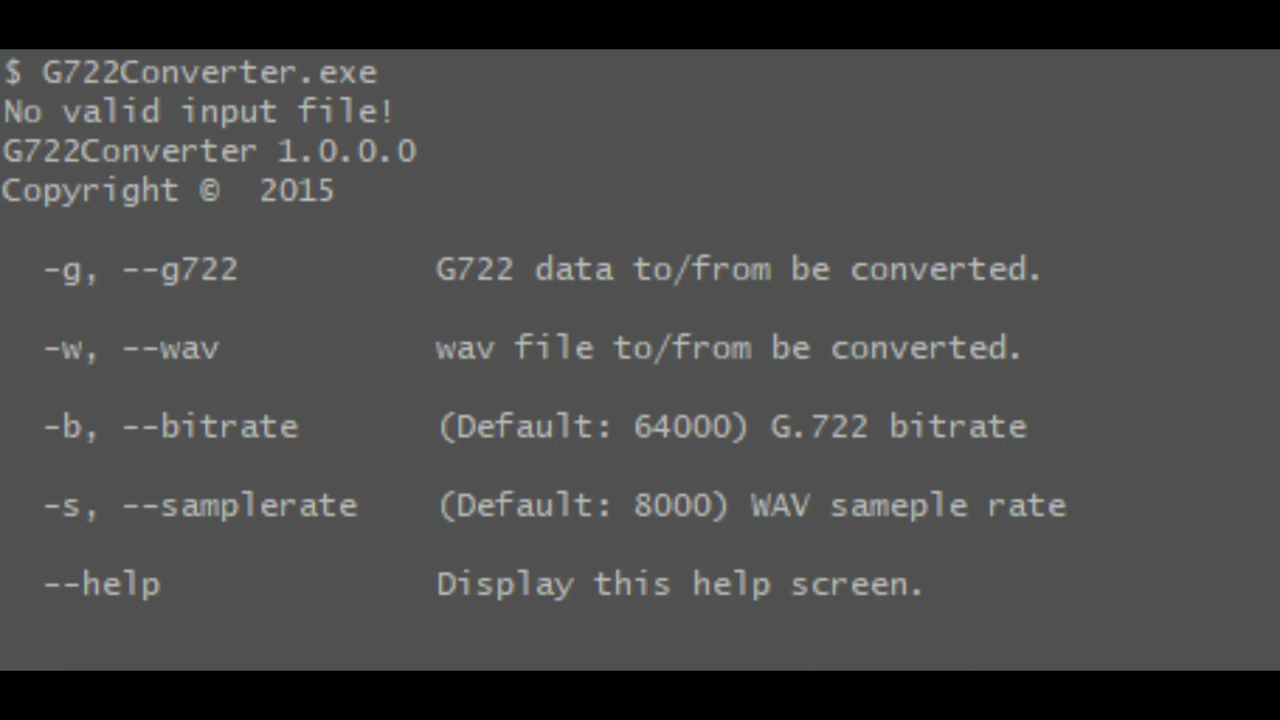 $ G722Converter.exe
No valid input file!
G722Converter 1.0.0.0
Copyright ©  2015
-g, --g722          G722 data to/from be converted.
-w, --wav           wav file to/from be converted.
-b, --bitrate       (Default: 64000) G.722 bitrate
-s, --samplerate    (Default: 8000) WAV sameple rate
--help              Display this help screen.